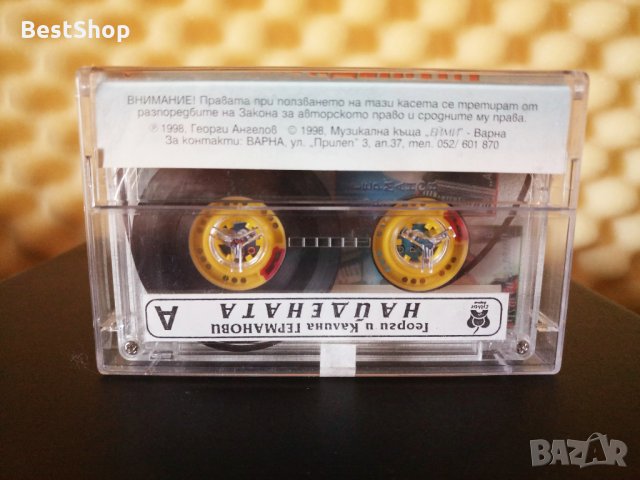 BestShop
ВНИМАНИЕ! Правата при ползването на тази касета се третират от
разпоредбите на Закона за авторското право и сродните му права.
℗ 1998, Георги Ангелов © 1998, Музикална къща „ЕЙМИ" - Варна
За контакти: ВАРНА, ул. „Прилеп" 3, ап.37, тел. 052/ 601 870
Георги и Калина ГЕРМАНОВИ
НАЙДЕНАТА
A
BAZAR